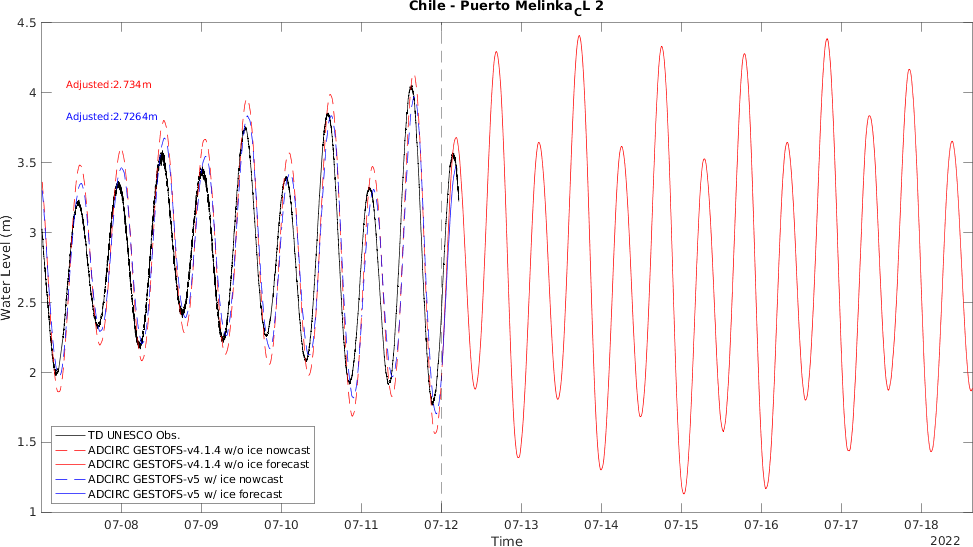 Chile - Puerto Melinka_CL 2
4.5
4
3.5
3
2.5
2
1.5
1
Water Level (m)
Adjusted:2.734m
Adjusted:2.7264m
TD UNESCO Obs.
ADCIRC GESTOFS-v4.1.4 w/o ice nowcast
ADCIRC GESTOFS-v4.1.4 w/o ice forecast
ADCIRC GESTOFS-v5 w/ ice nowcast
ADCIRC GESTOFS-v5 w/ ice forecast
07-08 07-09 07-10 07-11 07-12 07-13 07-14 07-15 07-16 07-17 07-18
Time
2022